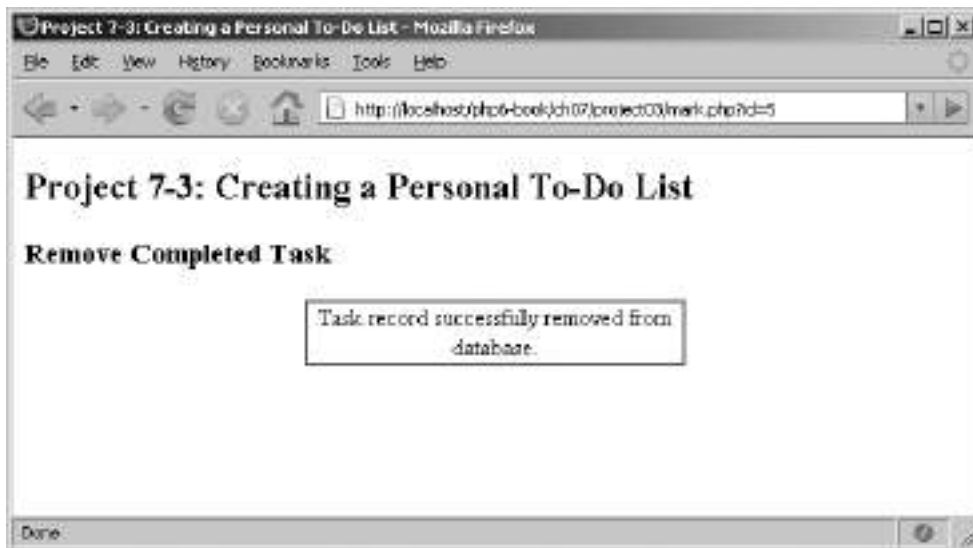 Project 7-3: Creating a Personal To-Do List - Mozilla Firefox
File Edit View History Bookmarks Tools Help
http://localhost/php6-book/ch07/project03/mark.php?id=5
Project 7-3: Creating a Personal To-Do List
Remove Completed Task
Task record successfully removed from
database.
Done